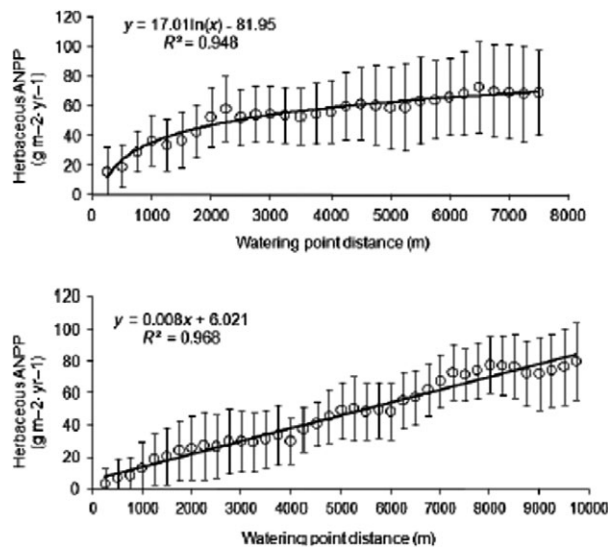 y = 17.01ln(x) - 81.95
R² = 0.948
Herbaceous ANPP
(g m–2· yr–1)
120
100
80
60
40
20
0
0 1000 2000 3000 4000 5000 6000 7000 8000
Watering point distance (m)
y = 0.008x + 6.021
R² = 0.968
Herbaceous ANPP
(g m–2· yr–1)
120
100
80
60
40
20
0
0 1000 2000 3000 4000 5000 6000 7000 8000 9000 10000
Watering point distance (m)